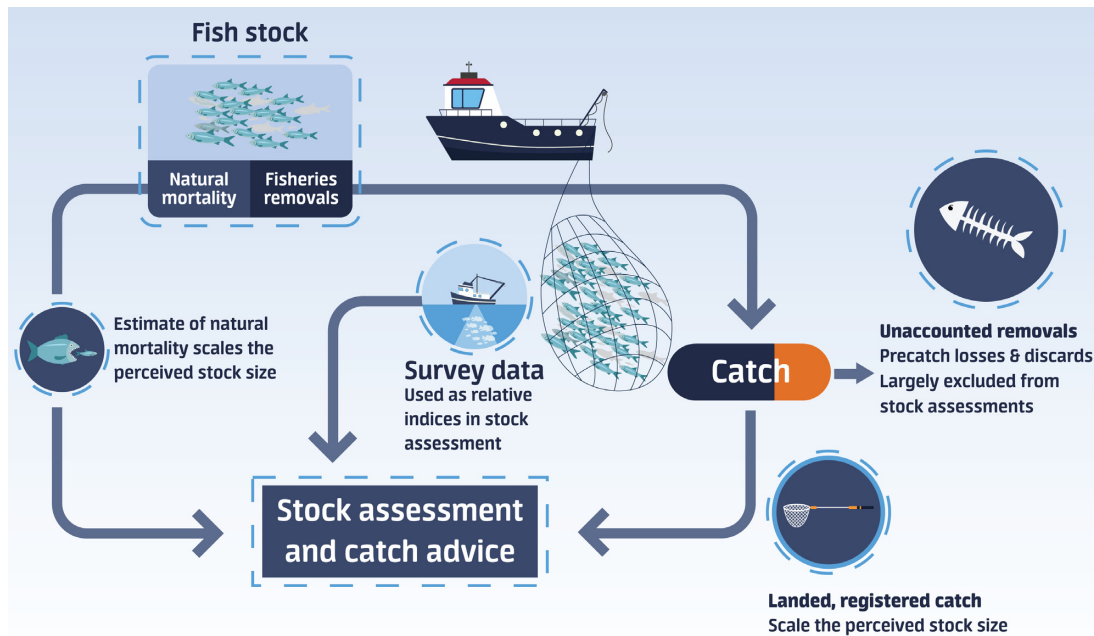 Fish stock
Natural
mortality
Fisheries
removals
Estimate of natural
mortality scales the
perceived stock size
Survey data
Used as relative
indices in stock
assessment
Catch
Unaccounted removals
Precatch losses & discards
Largely excluded from
stock assessments
Stock assessment
and catch advice
Landed, registered catch
Scale the perceived stock size